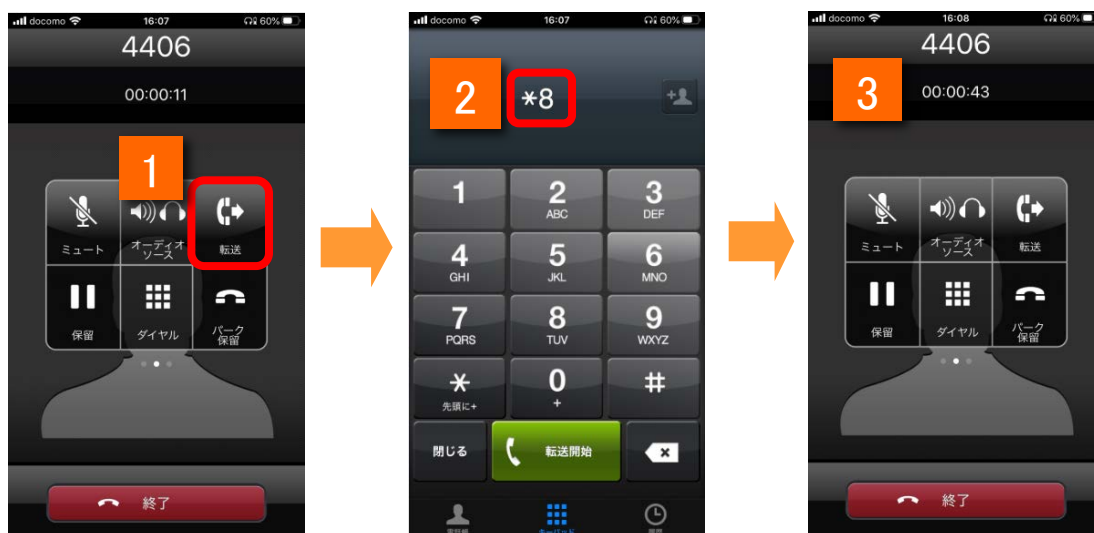 docomo 16:07 60%
4406
00:00:11
1
ミュート
オーディオ
ソース
転送
保留
ダイヤル
パーク
保留
終了
docomo 16:07 60%
2
*8
+
1
2
ABC
3
DEF
4
GHI
5
JKL
6
MNO
7
PQRS
8
TUV
9
WXYZ
*
先頭に+
0
+
#
閉じる
転送開始
キーパッド
docomo 16:08 60%
4406
3
00:00:43
ミュート
オーディオ
ソース
転送
保留
ダイヤル
パーク
保留
終了